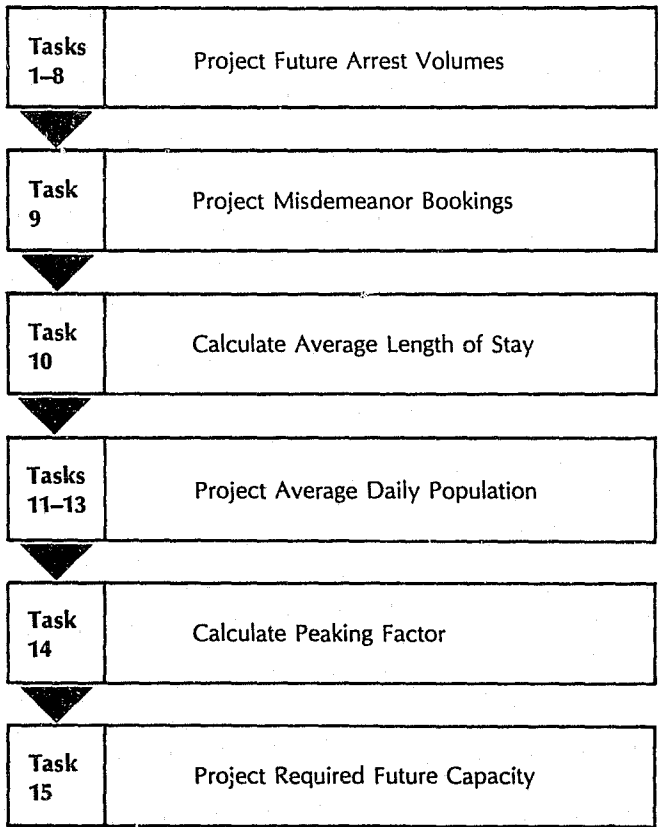 Tasks
1–8
Project Future Arrest Volumes
Task
9
Project Misdemeanor Bookings
Task
10
Calculate Average Length of Stay
Tasks
11–13
Project Average Daily Population
Task
14
Calculate Peaking Factor
Task
15
Project Required Future Capacity